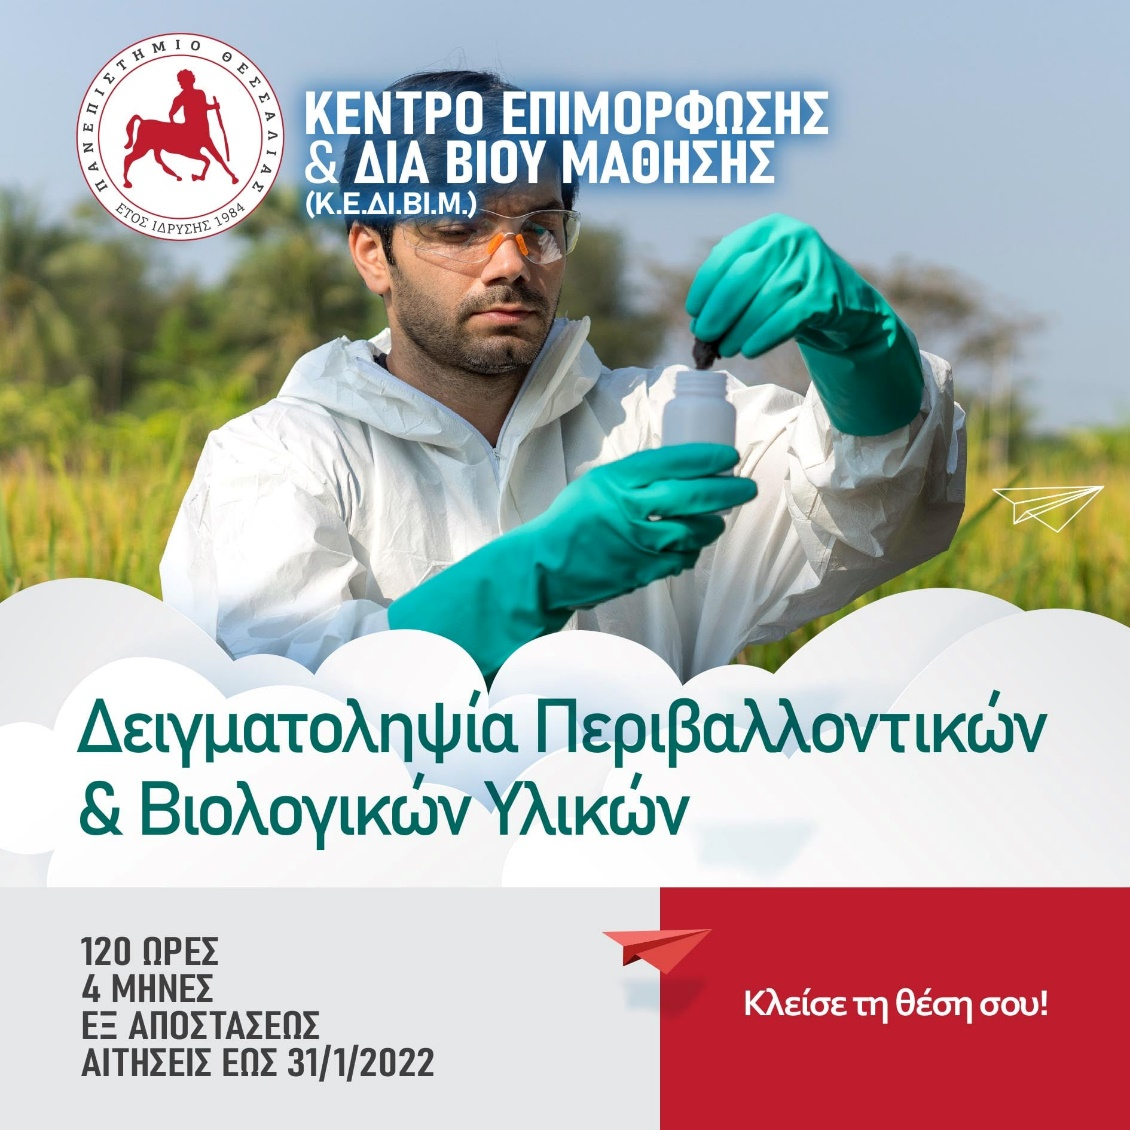 ΠΑΝΕΠΙΣΤΗΜΙΟ ΘΕΣΣΑΛΙΑΣ
ΕΤΟΣ ΙΔΡΥΣΗΣ 1984
ΚΕΝΤΡΟ ΕΠΙΜΟΡΦΩΣΗΣ
& ΔΙΑ ΒΙΟΥ ΜΑΘΗΣΗΣ
(Κ.Ε.ΔΙ.ΒΙ.Μ.)
Δειγματοληψία Περιβαλλοντικών
& Βιολογικών Υλικών
120 ΩΡΕΣ
4 ΜΗΝΕΣ
ΕΞ ΑΠΟΣΤΑΣΕΩΣ
ΑΙΤΗΣΕΙΣ ΕΩΣ 31/1/2022
Κλείσε τη θέση σου!